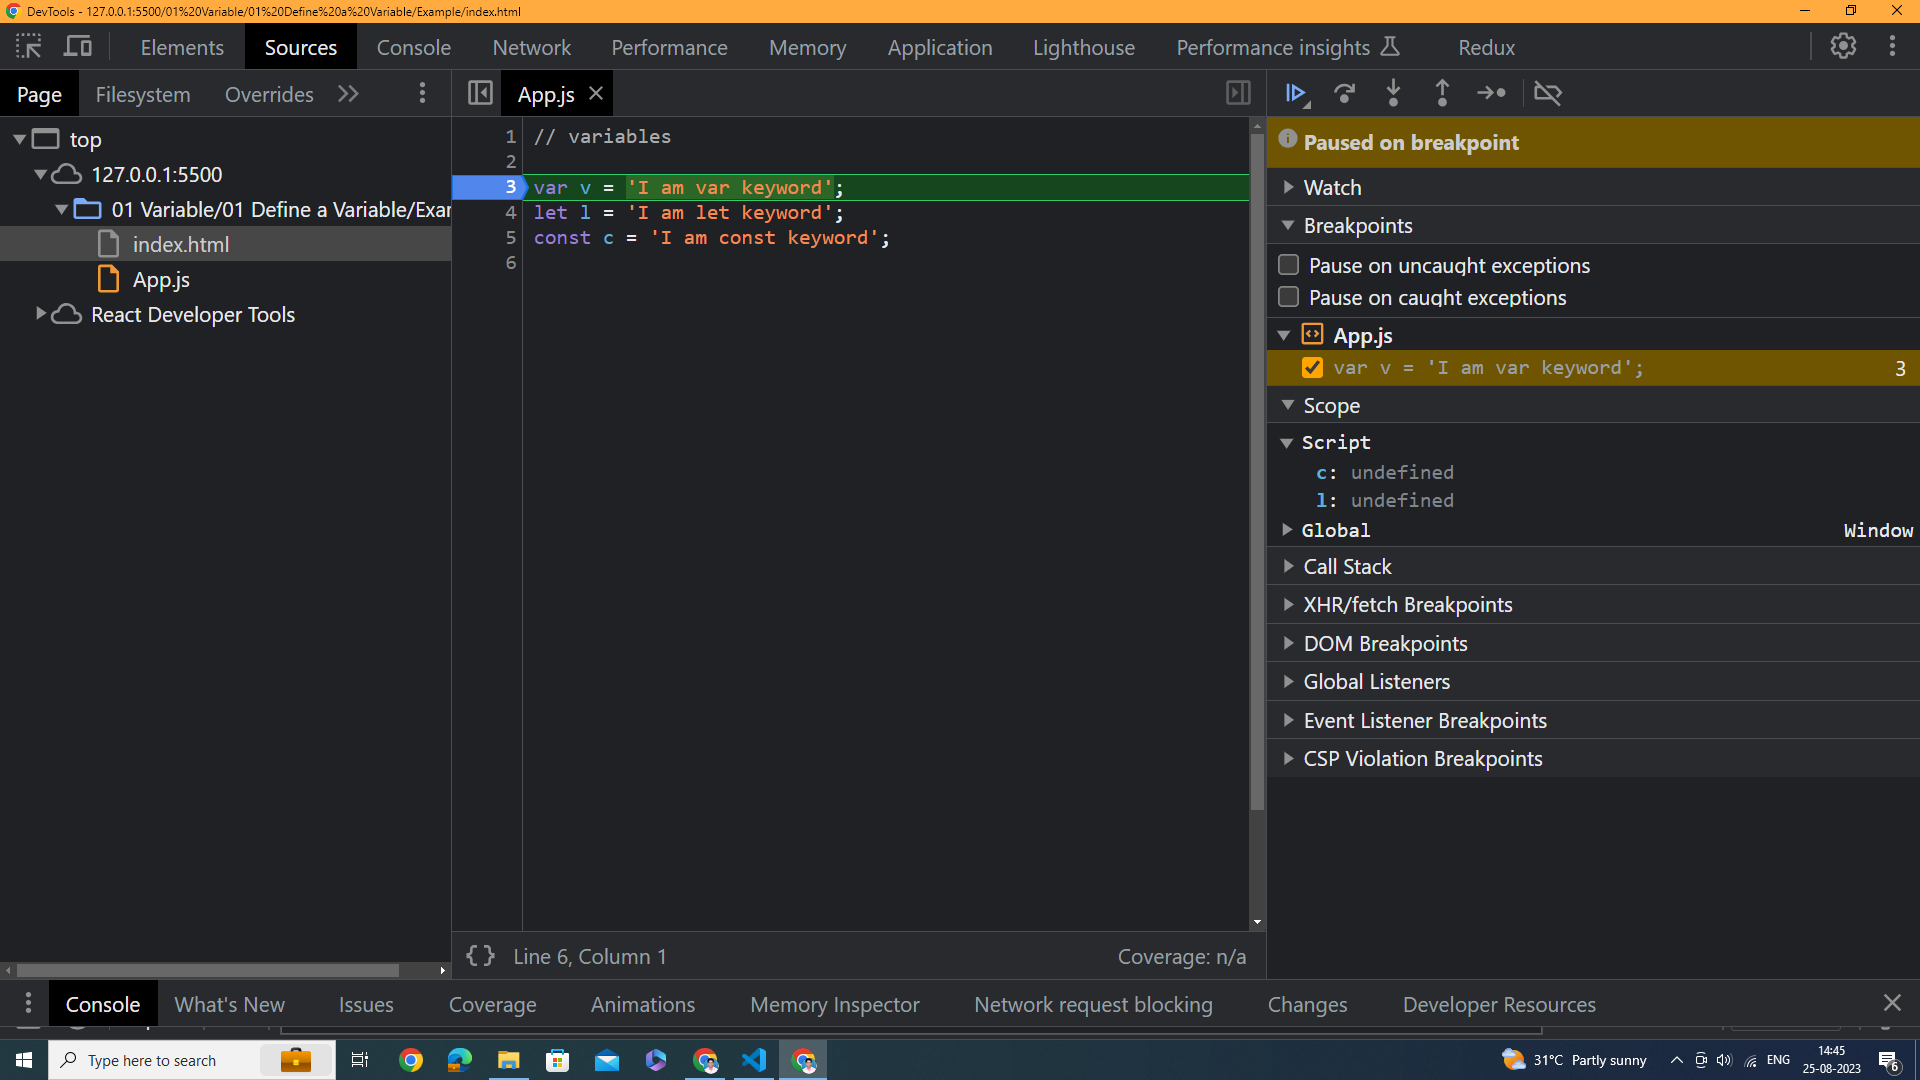 DevTools - 127.0.0.1:5500/01%20Variable/01%20Define%20a%20Variable/Example/index.html
Elements Sources Console Network Performance Memory Application Lighthouse Performance insights Redux
Page Filesystem Overrides
App.js
top
127.0.0.1:5500
01 Variable/01 Define a Variable/Exar
index.html
App.js
React Developer Tools
1 // variables
2
3 var v = 'I am var keyword';
4 let l = 'I am let keyword';
5 const c = 'I am const keyword';
6
{} Line 6, Column 1 Coverage: n/a
Paused on breakpoint
Watch
Breakpoints
Pause on uncaught exceptions
Pause on caught exceptions
App.js
var v = 'I am var keyword'; 3
Scope
Script
c: undefined
l: undefined
Global Window
Call Stack
XHR/fetch Breakpoints
DOM Breakpoints
Global Listeners
Event Listener Breakpoints
CSP Violation Breakpoints
Console What's New Issues Coverage Animations Memory Inspector Network request blocking Changes Developer Resources
Type here to search
31°C Partly sunny
ENG
14:45
25-08-2023
6